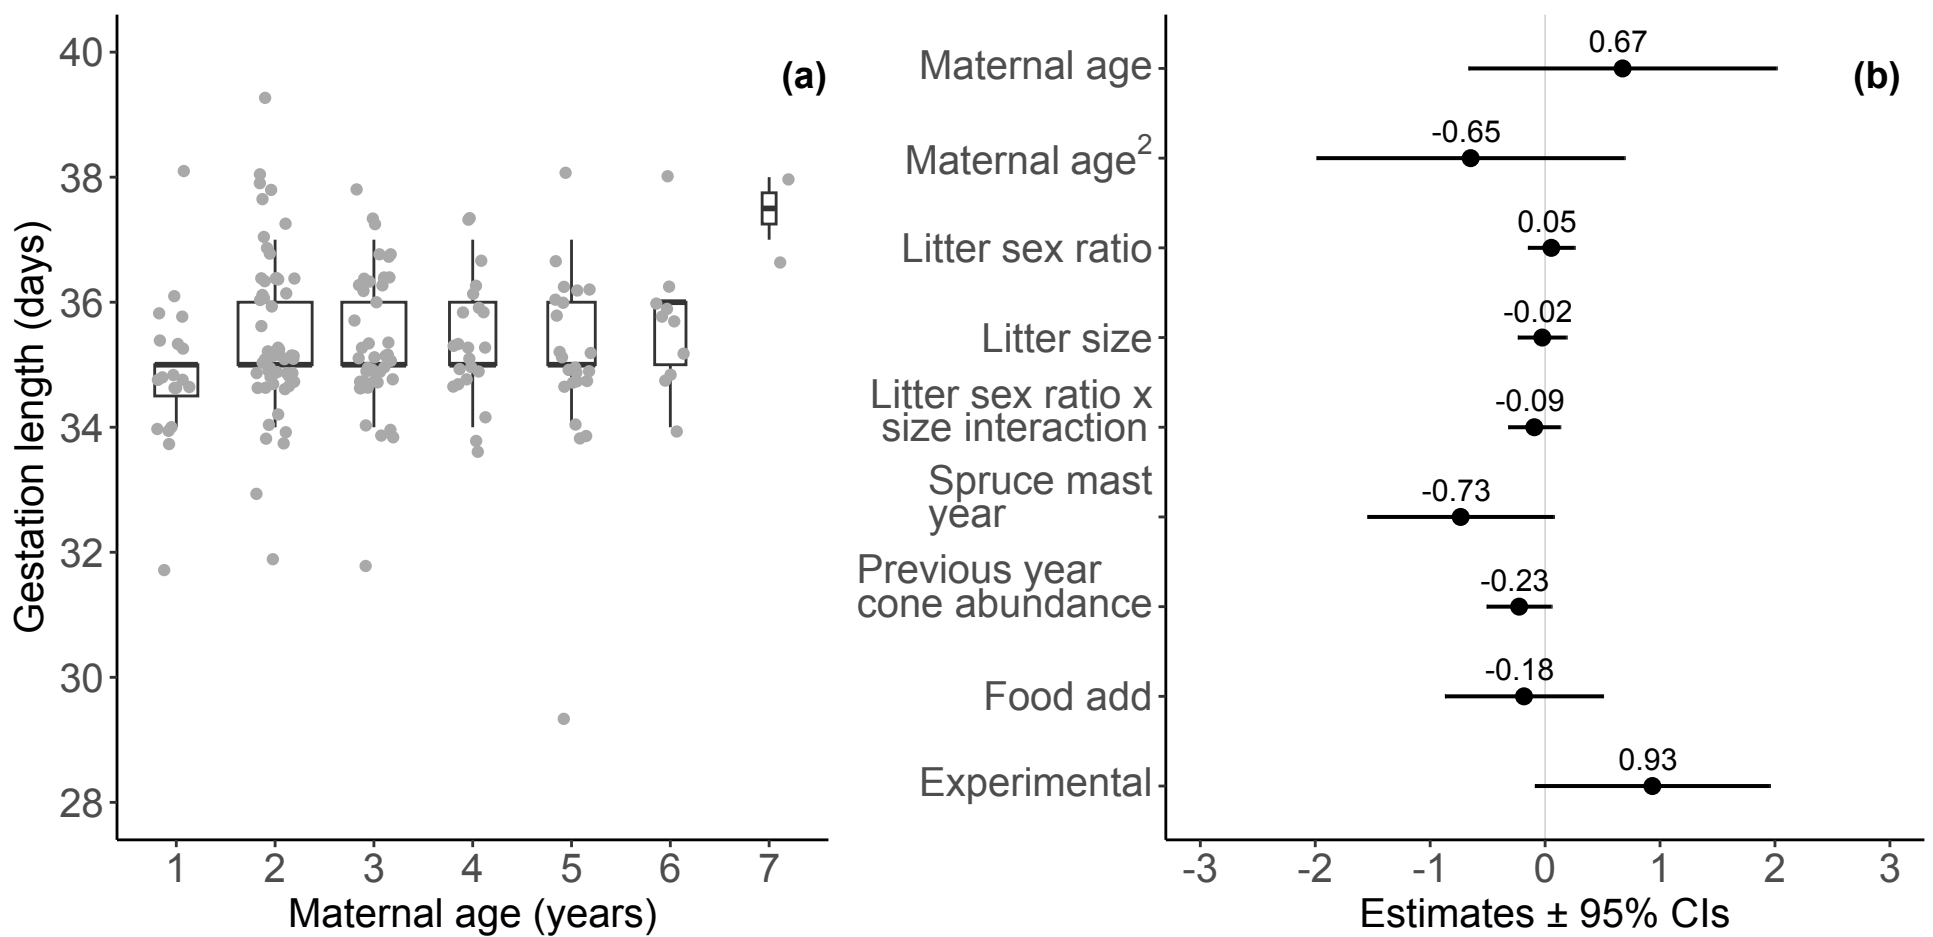 (a)
40
38
36
34
32
30
28
Gestation length (days)
1 2 3 4 5 6 7
Maternal age (years)
(b)
Maternal age
0.67
Maternal age²
-0.65
Litter sex ratio
0.05
Litter size
-0.02
Litter sex ratio x
size interaction
-0.09
Spruce mast
year
-0.73
Previous year
cone abundance
-0.23
Food add
-0.18
Experimental
0.93
-3 -2 -1 0 1 2 3
Estimates ± 95% CIs